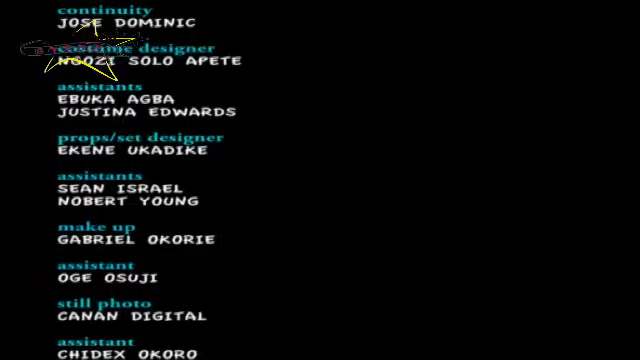 continuity
JOSE DOMINIC
costume designer
NGOZI SOLO APETE
assistants
EBUKA AGBA
JUSTINA EDWARDS
props/set designer
EKENE UKADIKE
assistants
SEAN ISRAEL
NOBERT YOUNG
make up
GABRIEL OKORIE
assistant
OGE OSUJI
still photo
CANAN DIGITAL
assistant
CHIDEX OKORO